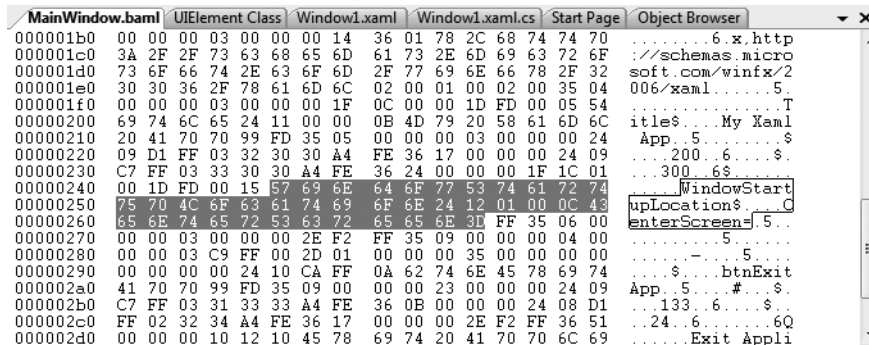 MainWindow.baml UIElement Class Window1.xaml Window1.xaml.cs Start Page Object Browser
000001b0 00 00 00 03 00 00 00 14 36 01 78 2C 68 74 74 70 ........6.x,http
000001c0 3A 2F 2F 73 63 68 65 6D 61 73 2E 6D 69 63 72 6F ://schemas.micro
000001d0 73 6F 66 74 2E 63 6F 6D 2F 77 69 6E 66 78 2F 32 soft.com/winfx/2
000001e0 30 30 36 2F 78 61 6D 6C 02 00 01 00 02 00 35 04 006/xaml......5.
000001f0 00 00 00 03 00 00 00 1F 0C 00 00 1D FD 00 05 54 ...............T
00000200 69 74 6C 65 24 11 00 00 0B 4D 79 20 58 61 6D 6C itle$....My Xaml
00000210 20 41 70 70 99 FD 35 05 00 00 00 03 00 00 00 24 App..5........$
00000220 09 D1 FF 03 32 30 30 A4 FE 36 17 00 00 00 24 09 ....200..6....$.
00000230 C7 FF 03 33 30 30 A4 FE 36 24 00 00 00 1F 1C 01 ...300..6$......
00000240 00 1D FD 00 15 57 69 6E 64 6F 77 53 74 61 72 74 .....WindowStart
00000250 75 70 4C 6F 63 61 74 69 6F 6E 24 12 01 00 0C 43 upLocation$....C
00000260 65 6E 74 65 72 53 63 72 65 65 6E 3D FF 35 06 00 enterScreen=.5..
00000270 00 00 03 00 00 00 2E F2 FF 35 09 00 00 00 04 00 .........5......
00000280 00 00 03 C9 FF 00 2D 01 00 00 00 35 00 00 00 00 ......-....5....
00000290 00 00 00 00 24 10 CA FF 0A 62 74 6E 45 78 69 74 ....$....btnExit
000002a0 41 70 70 99 FD 35 09 00 00 00 23 00 00 00 24 09 App..5....#...$.
000002b0 C7 FF 03 31 33 33 A4 FE 36 0B 00 00 00 24 08 D1 ...133..6....$..
000002c0 FF 02 32 34 A4 FE 36 17 00 00 00 2E F2 FF 36 51 ..24..6.......6Q
000002d0 00 00 00 10 12 10 45 78 69 74 20 41 70 70 6C 69 ......Exit Appli